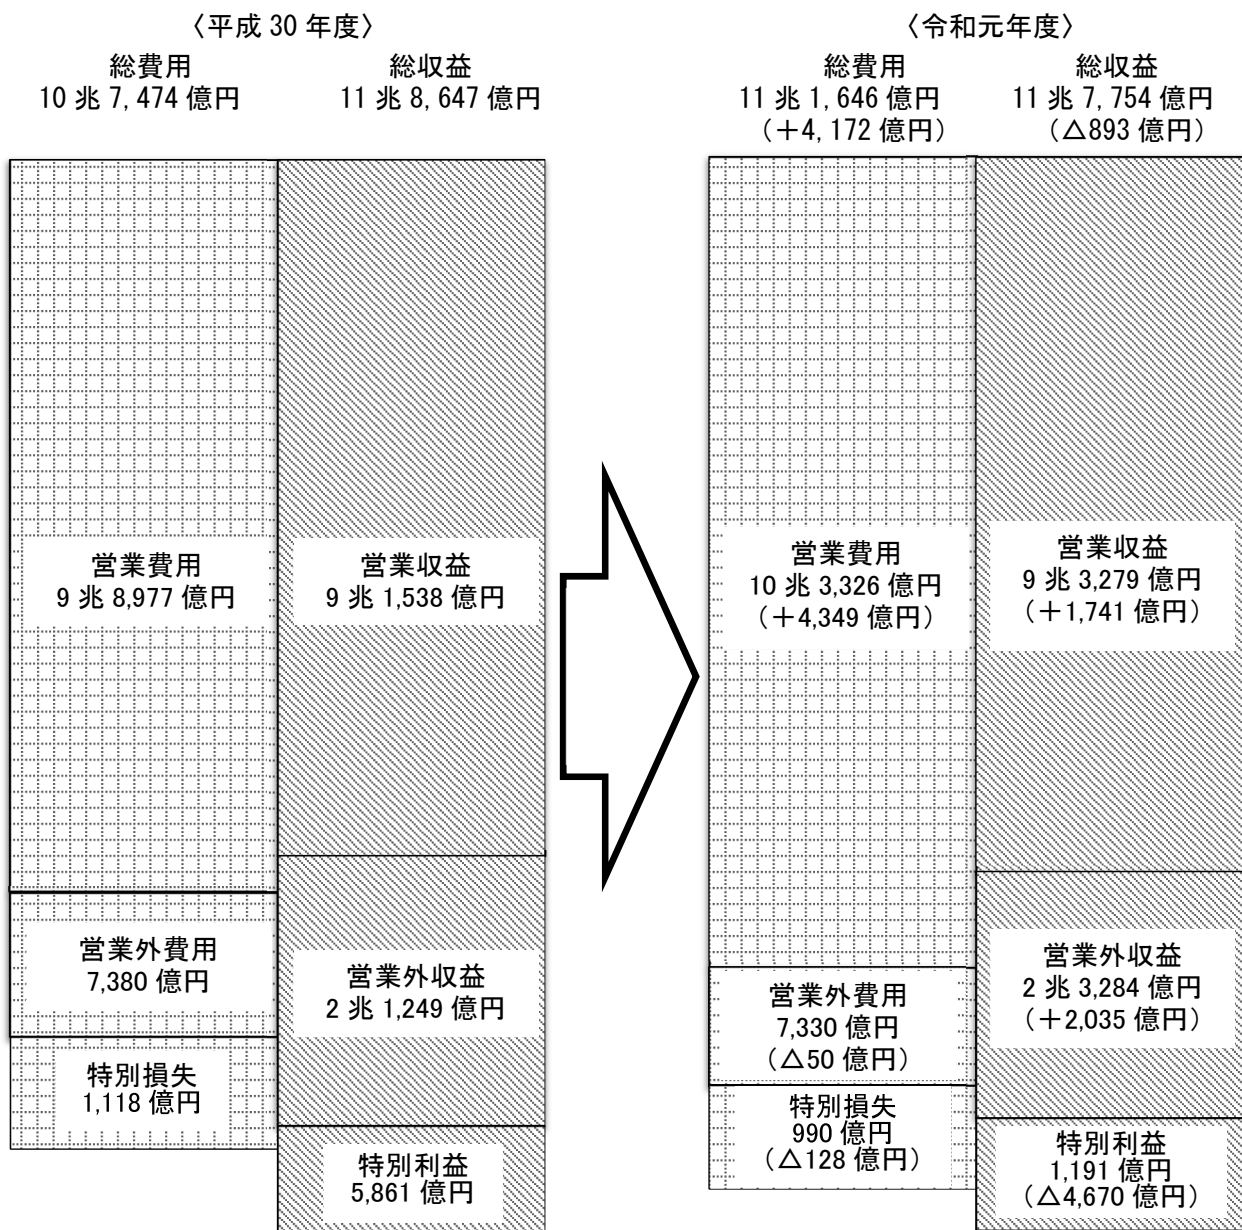 〈平成 30 年度〉
総費用
10 兆 7,474 億円
総収益
11 兆 8,647 億円
営業費用
9 兆 8,977 億円
営業収益
9 兆 1,538 億円
営業外費用
7,380 億円
営業外収益
2 兆 1,249 億円
特別損失
1,118 億円
特別利益
5,861 億円
〈令和元年度〉
総費用
11 兆 1,646 億円
(+4,172 億円)
総収益
11 兆 7,754 億円
(△893 億円)
営業費用
10 兆 3,326 億円
(+4,349 億円)
営業収益
9 兆 3,279 億円
(+1,741 億円)
営業外費用
7,330 億円
(△50 億円)
営業外収益
2 兆 3,284 億円
(+2,035 億円)
特別損失
990 億円
(△128 億円)
特別利益
1,191 億円
(△4,670 億円)